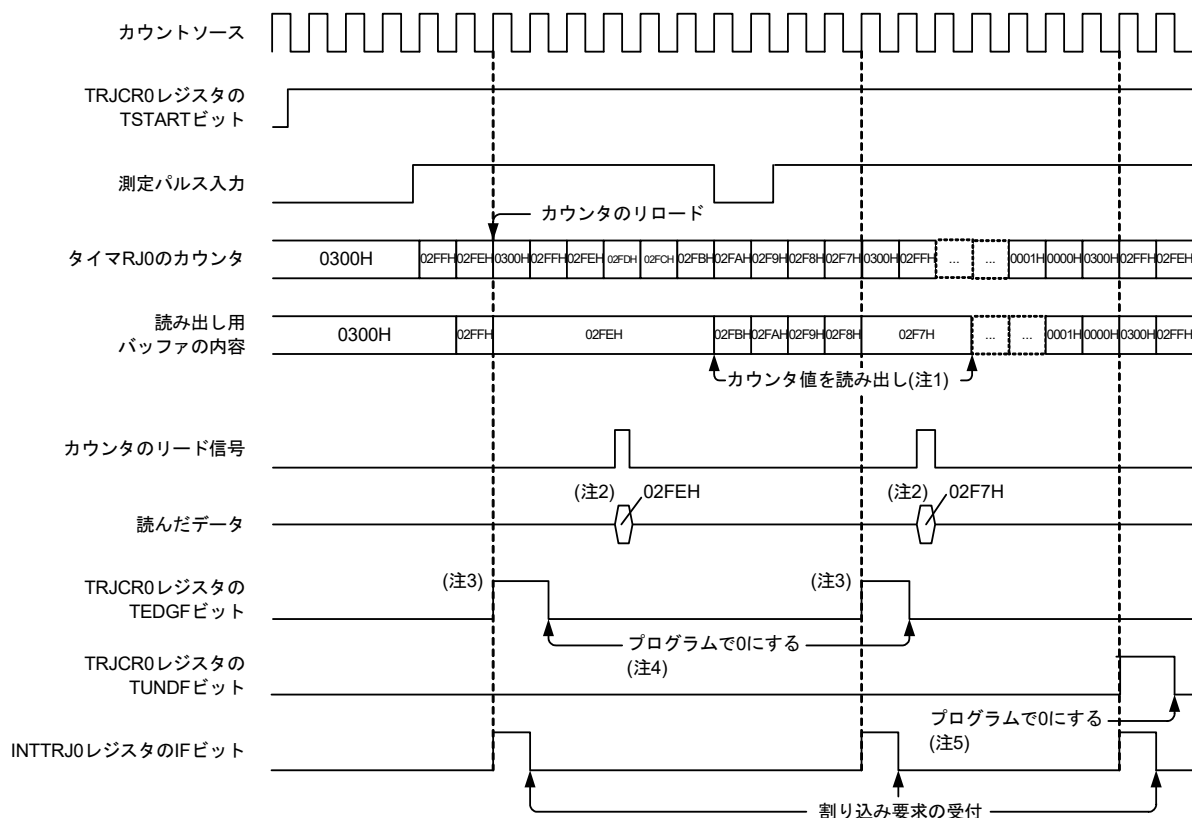 カウントソース
TRJCR0レジスタの
TSTARTビット
測定パルス入力
カウンタのリロード
タイマRJ0のカウンタ
0300H 02FFH 02FEH 0300H 02FFH 02FEH 02FDH 02FCH 02FBH 02FAH 02F9H 02F8H 02F7H 0300H 02FFH ... ... 0001H 0000H 0300H 02FFH 02FEH
読み出し用
バッファの内容
0300H 02FFH 02FEH 02FBH 02FAH 02F9H 02F8H 02F7H ... ... 0001H 0000H 0300H 02FFH
カウンタ値を読み出し(注1)
カウンタのリード信号
(注2) 02FEH (注2) 02F7H
読んだデータ
TRJCR0レジスタの
TEDGFビット
(注3) (注3)
プログラムで0にする
(注4)
TRJCR0レジスタの
TUNDFビット
プログラムで0にする
(注5)
INTTRJ0レジスタのIFビット
割り込み要求の受付